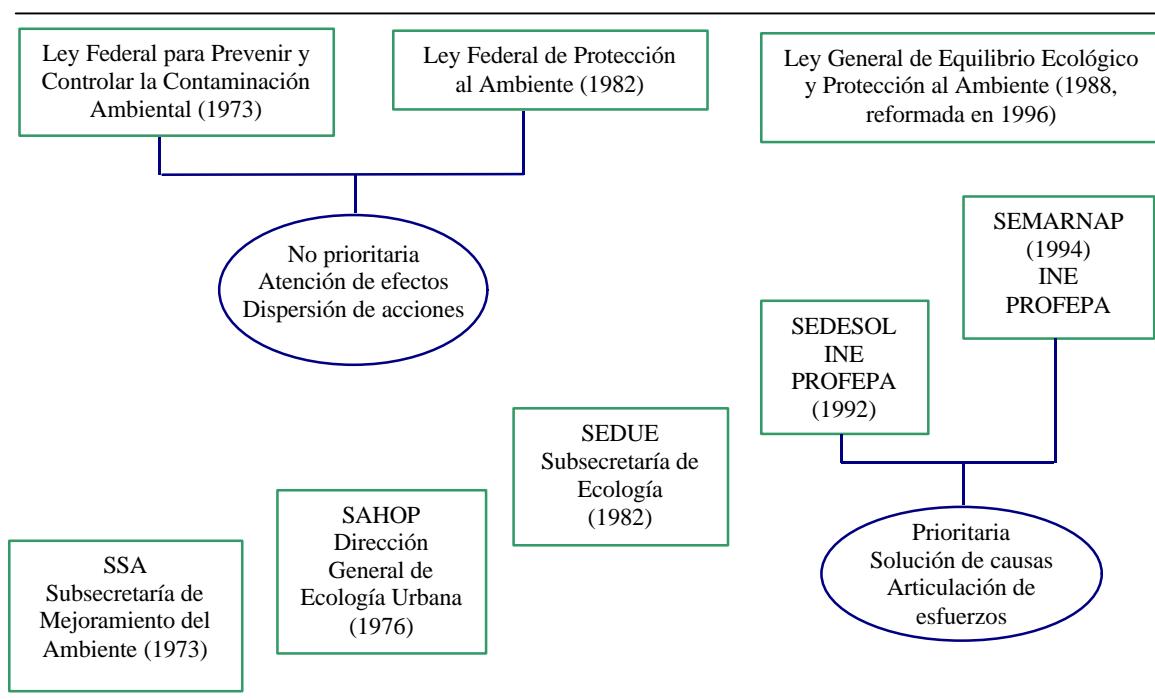 Ley Federal para Prevenir y
Controlar la Contaminación
Ambiental (1973)
Ley Federal de Protección
al Ambiente (1982)
Ley General de Equilibrio Ecológico
y Protección al Ambiente (1988,
reformada en 1996)
No prioritaria
Atención de efectos
Dispersión de acciones
SEMARNAP
(1994)
INE
PROFEPA
SEDESOL
INE
PROFEPA
(1992)
SEDUE
Subsecretaría de
Ecología
(1982)
SAHOP
Dirección
General de
Ecología Urbana
(1976)
SSA
Subsecretaría de
Mejoramiento del
Ambiente (1973)
Prioritaria
Solución de causas
Articulación de
esfuerzos